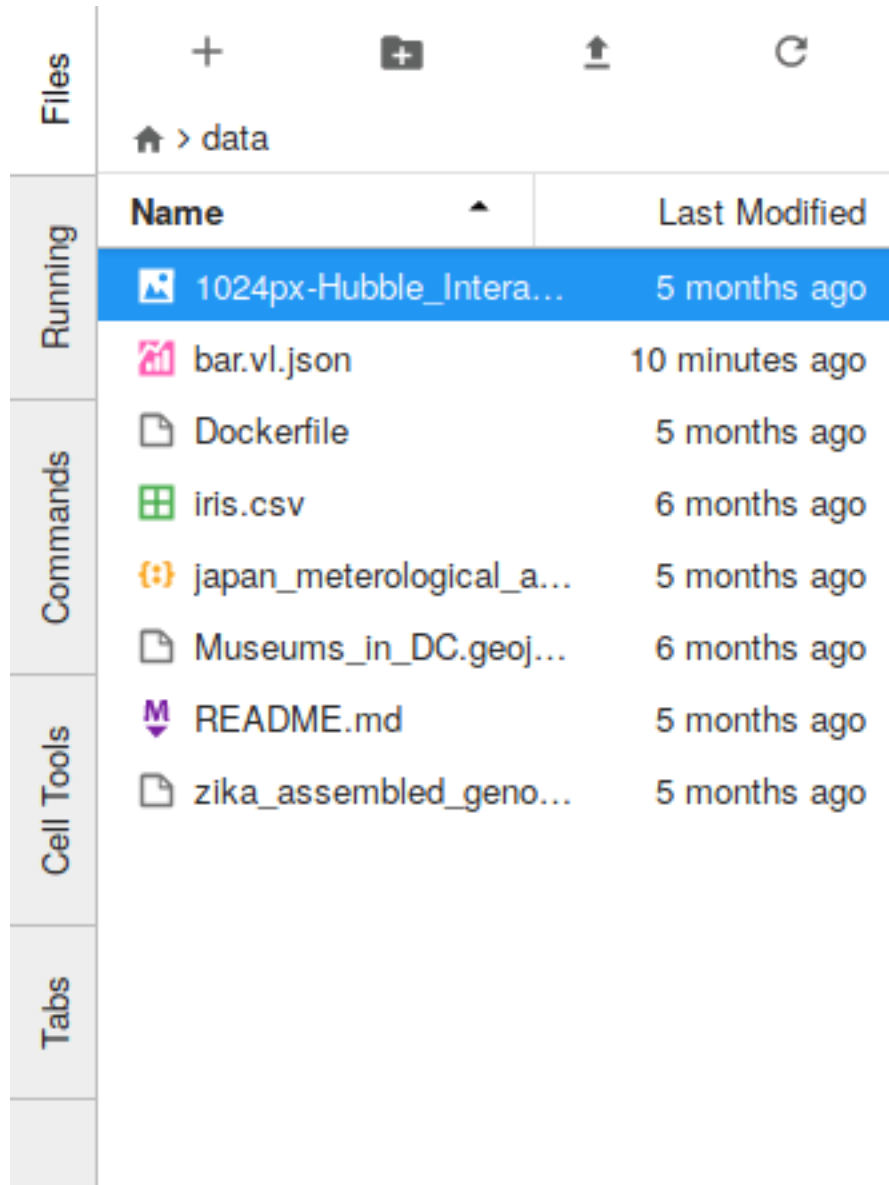 Files
Running
Commands
Cell Tools
Tabs
> data
Name Last Modified
1024px-Hubble_Intera... 5 months ago
bar.vl.json 10 minutes ago
Dockerfile 5 months ago
iris.csv 6 months ago
japan_meterological_a... 5 months ago
Museums_in_DC.geoj... 6 months ago
README.md 5 months ago
zika_assembled_geno... 5 months ago